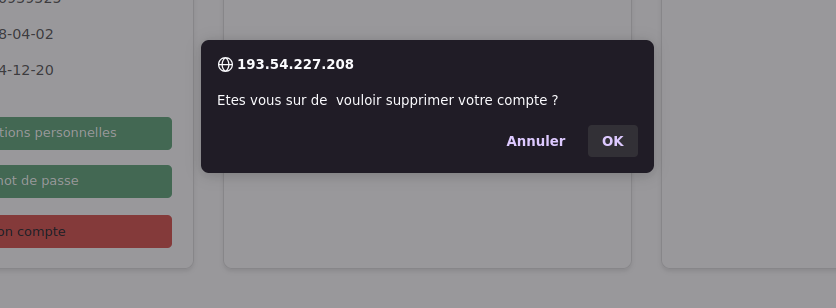 193.54.227.208
8-04-02
Etes vous sur de  vouloir supprimer votre compte ?
4-12-20
tions personnelles
Annuler
OK
not de passe
on compte